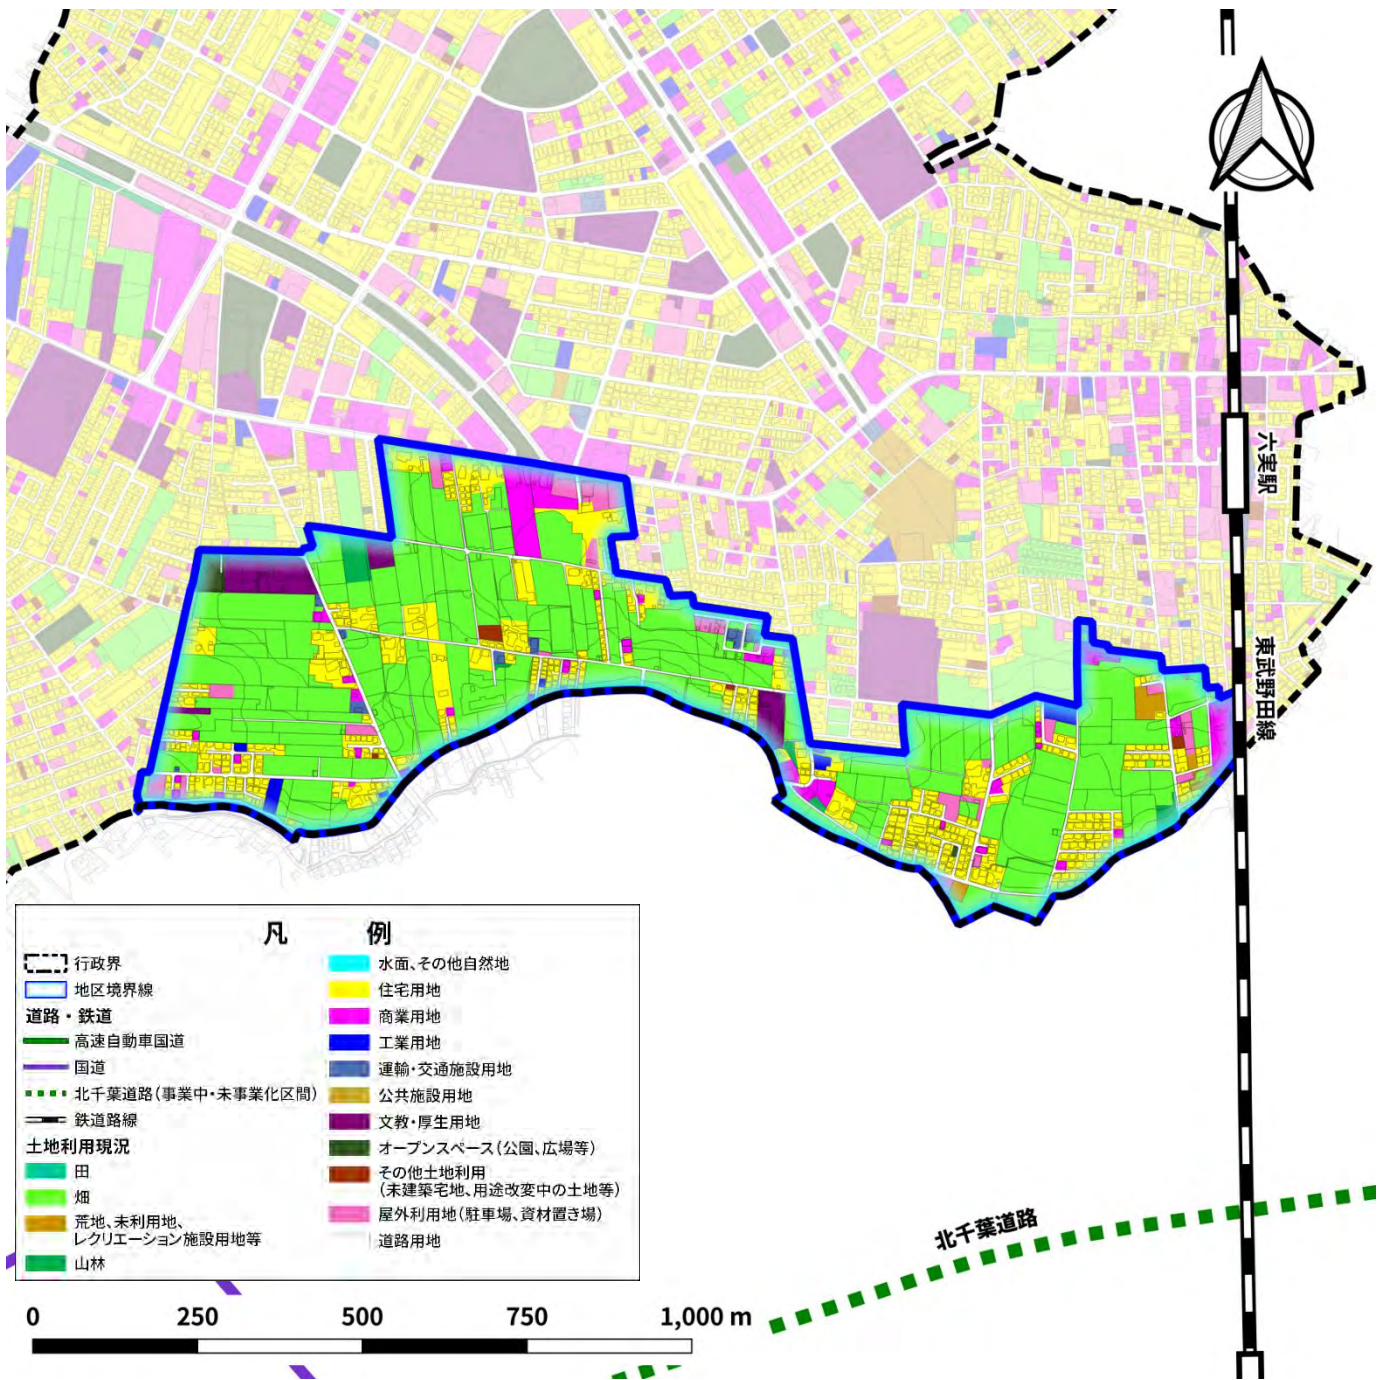 六実駅
東武野田線
凡　例
行政界
地区境界線
道路・鉄道
高速自動車国道
国道
北千葉道路（事業中・未事業化区間）
鉄道路線
土地利用現況
田
畑
荒地、未利用地、
レクリエーション施設用地等
山林
水面、その他自然地
住宅用地
商業用地
工業用地
運輸・交通施設用地
公共施設用地
文教・厚生用地
オープンスペース（公園、広場等）
その他土地利用
（未建築宅地、用途改変中の土地等）
屋外利用地（駐車場、資材置き場）
道路用地
北千葉道路
0 250 500 750 1,000 m